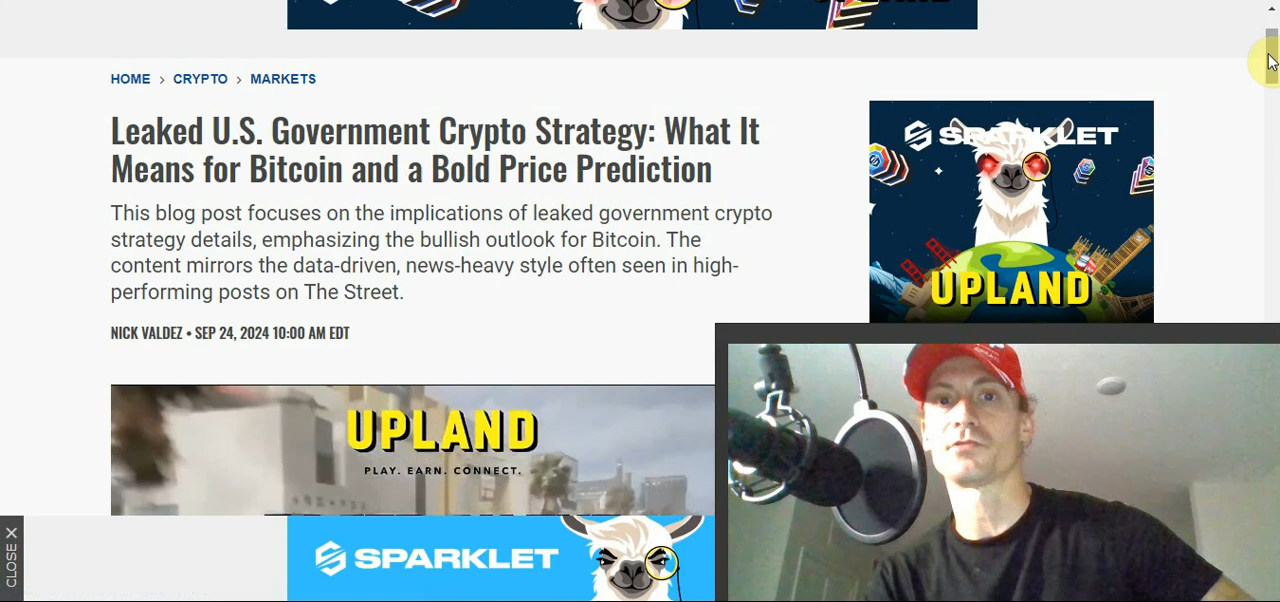 HOME > CRYPTO > MARKETS
Leaked U.S. Government Crypto Strategy: What It
Means for Bitcoin and a Bold Price Prediction
This blog post focuses on the implications of leaked government crypto
strategy details, emphasizing the bullish outlook for Bitcoin. The
content mirrors the data-driven, news-heavy style often seen in high-
performing posts on The Street.
NICK VALDEZ • SEP 24, 2024 10:00 AM EDT
SPARKLET
UPLAND
UPLAND
PLAY. EARN. CONNECT.
CLOSE ✕
SPARKLET